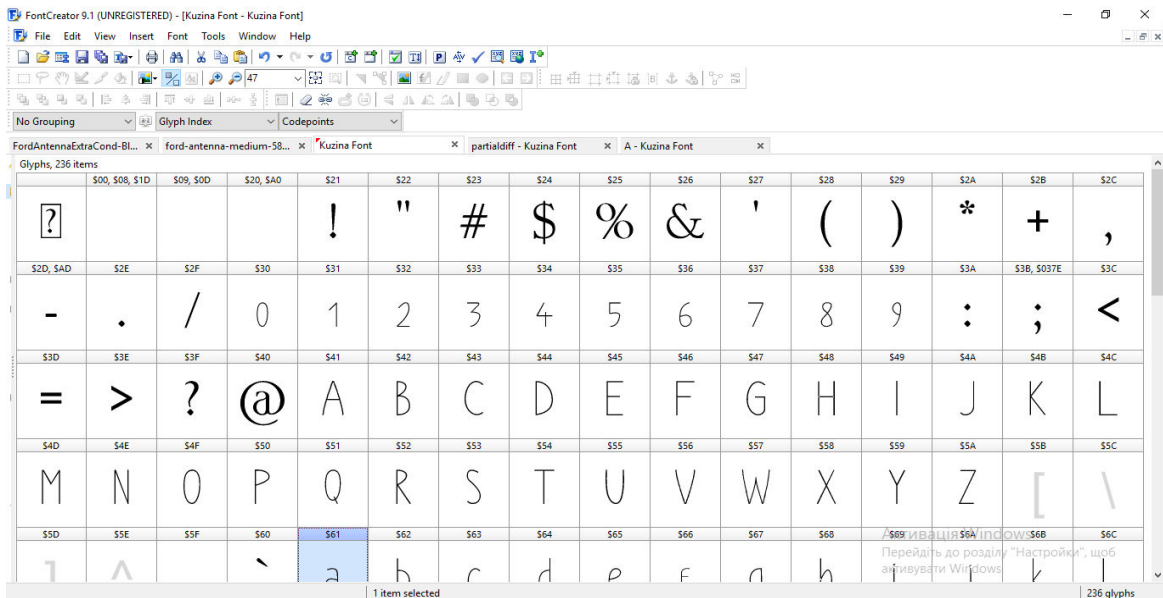 FontCreator 9.1 (UNREGISTERED) - [Kuzina Font - Kuzina Font]
File Edit View Insert Font Tools Window Help
47
No Grouping Glyph Index Codepoints
FordAntennaExtraCond-Bl... ford-antenna-medium-58... Kuzina Font partialdiff - Kuzina Font A - Kuzina Font
Glyphs, 236 items
$00, $08, $1D $09, $0D $20, $A0 $21 $22 $23 $24 $25 $26 $27 $28 $29 $2A $2B $2C
? ! " # $ % & ' ( ) * + ,
$2D, $AD $2E $2F $30 $31 $32 $33 $34 $35 $36 $37 $38 $39 $3A $3B, $037E $3C
- . / 0 1 2 3 4 5 6 7 8 9 : ; <
$3D $3E $3F $40 $41 $42 $43 $44 $45 $46 $47 $48 $49 $4A $4B $4C
= > ? @ A B C D E F G H I J K L
$4D $4E $4F $50 $51 $52 $53 $54 $55 $56 $57 $58 $59 $5A $5B $5C
M N O P Q R S T U V W X Y Z [ \
$5D $5E $5F $60 $61 $62 $63 $64 $65 $66 $67 $68 $69 $6A $6B $6C
] ^ ` a b c d e f g h i j k l
Активація Windows
Перейдіть до розділу "Настройки", щоб
активувати Windows.
1 item selected 236 glyphs